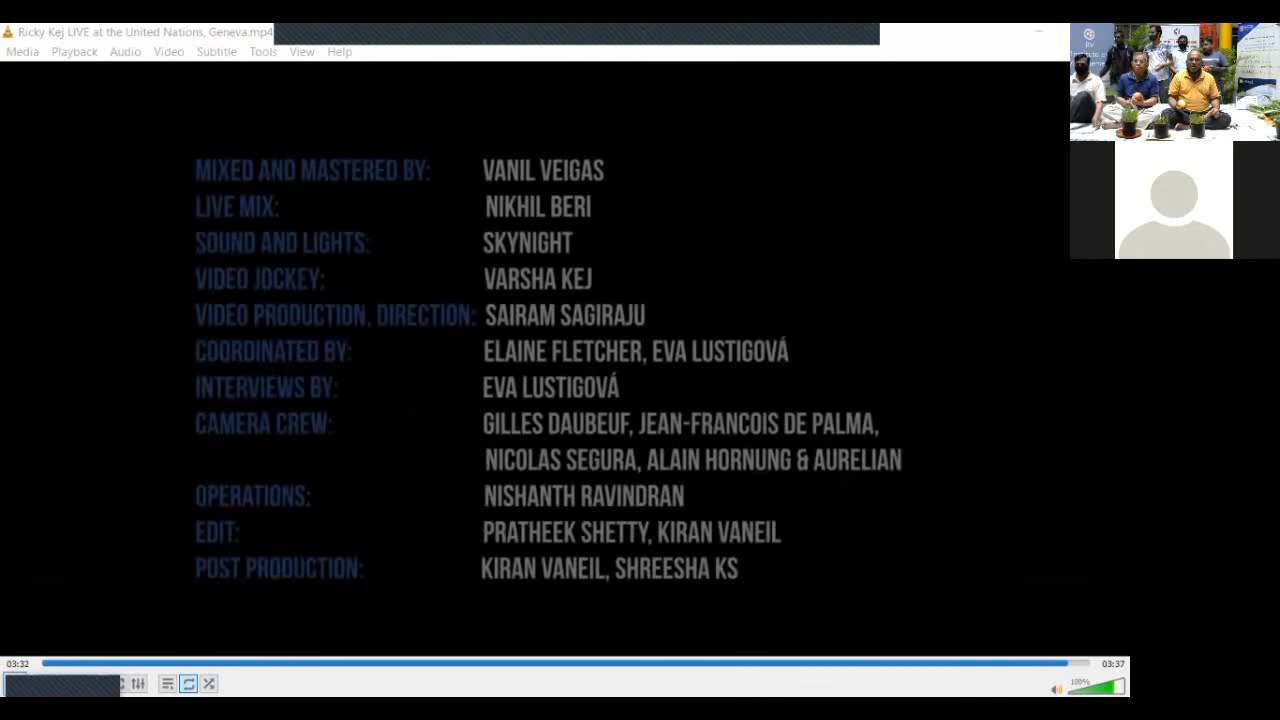 Ricky Kej LIVE at the United Nations, Geneva.mp4
Media Playback Audio Video Subtitle Tools View Help
MIXED AND MASTERED BY: VANIL VEIGAS
LIVE MIX: NIKHIL BERI
SOUND AND LIGHTS: SKYNIGHT
VIDEO JOCKEY: VARSHA KEJ
VIDEO PRODUCTION, DIRECTION: SAIRAM SAGIRAJU
COORDINATED BY: ELAINE FLETCHER, EVA LUSTIGOVÁ
INTERVIEWS BY: EVA LUSTIGOVÁ
CAMERA CREW: GILLES DAUBEUF, JEAN-FRANCOIS DE PALMA,
NICOLAS SEGURA, ALAIN HORNUNG & AURELIAN
OPERATIONS: NISHANTH RAVINDRAN
EDIT: PRATHEEK SHETTY, KIRAN VANEIL
POST PRODUCTION: KIRAN VANEIL, SHREESHA KS
03:32 03:37
100%
RV